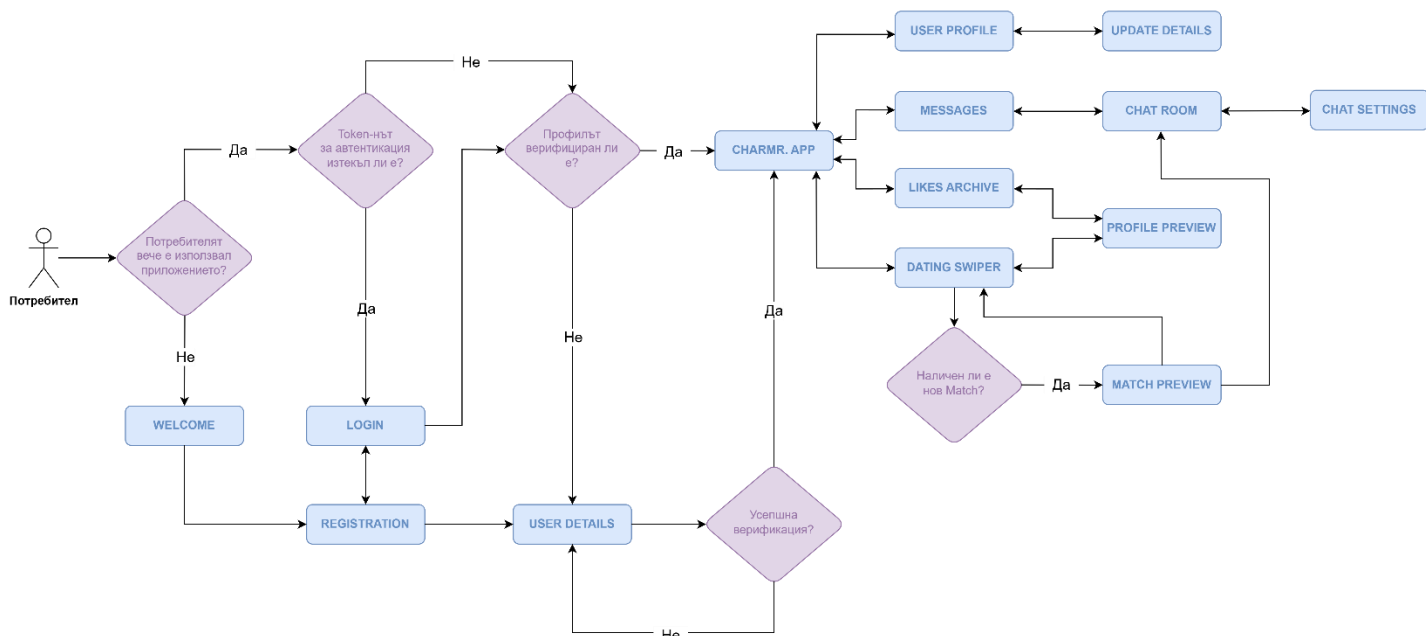 USER PROFILE
UPDATE DETAILS
Не
MESSAGES
CHAT ROOM
CHAT SETTINGS
Token-нът
за автентикация
изтекъл ли е?
Профилът
верифициран ли
е?
Да
Да
CHARMR. APP
LIKES ARCHIVE
PROFILE PREVIEW
Потребителят
вече е използвал
приложението?
DATING SWIPER
Потребител
Да
Не
Да
Не
Наличен ли е
нов Match?
Да
MATCH PREVIEW
WELCOME
LOGIN
REGISTRATION
USER DETAILS
Усепшна
верификация?
Не